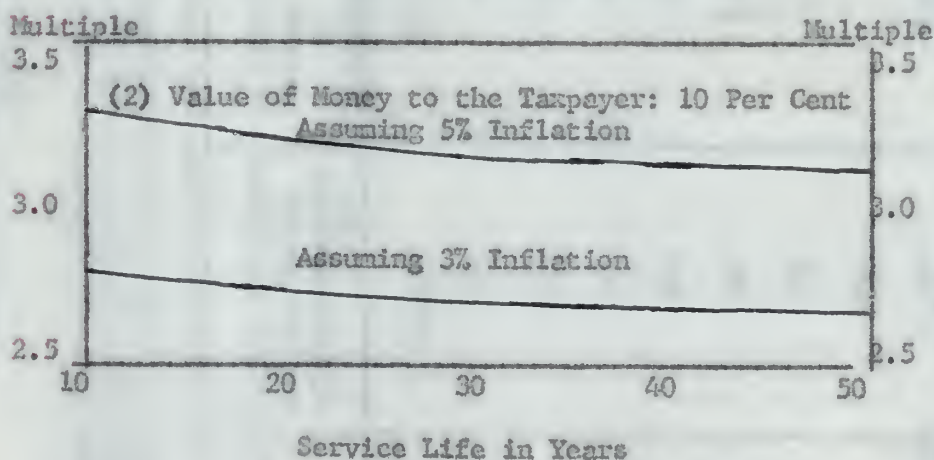 Multiple Multiple
3.5 3.5
(2) Value of Money to the Taxpayer: 10 Per Cent
Assuming 5% Inflation
3.0 3.0
Assuming 3% Inflation
2.5 2.5
10 20 30 40 50
Service Life in Years